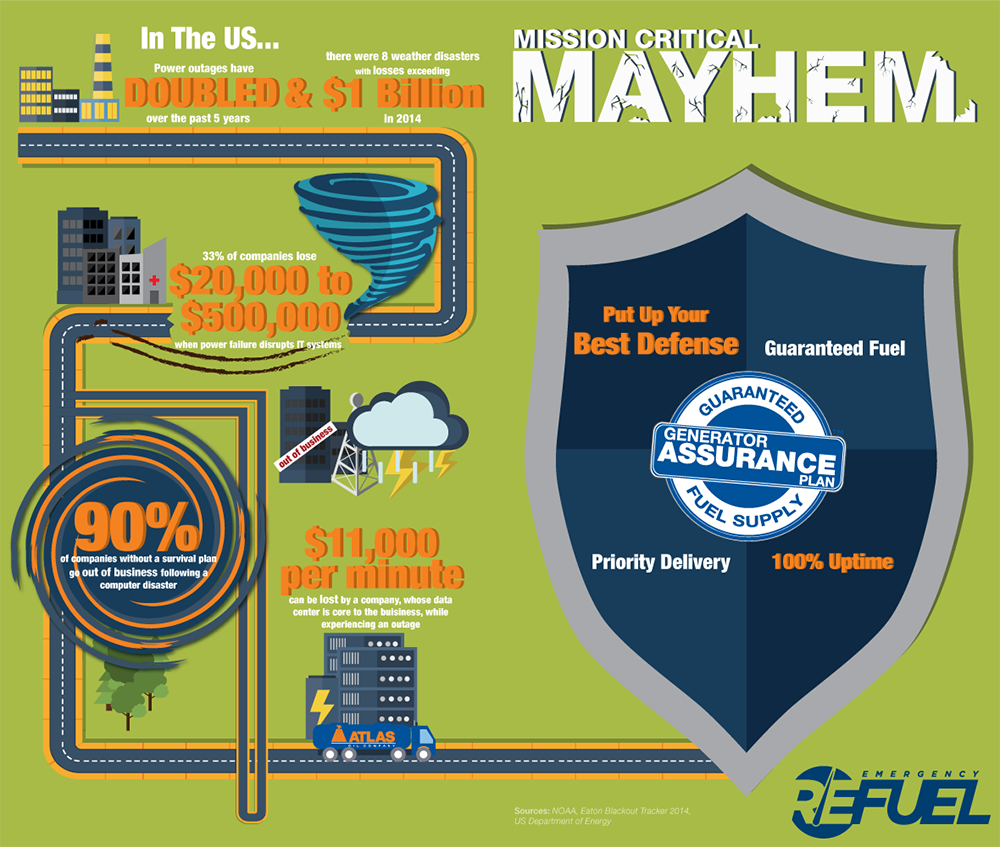 In The US...
Power outages have
DOUBLED &
over the past 5 years
there were 8 weather disasters
with losses exceeding
$1 Billion
in 2014
33% of companies lose
$20,000 to
$500,000
when power failure disrupts IT systems
out of business
90%
of companies without a survival plan
go out of business following a
computer disaster
$11,000
per minute
can be lost by a company, whose data
center is core to the buisiness, while
experiencing an outage
ATLAS
OIL COMPANY
MISSION CRITICAL
MAYHEM
Put Up Your
Best Defense
Guaranteed Fuel
GUARANTEED
GENERATOR
ASSURANCE
PLAN
FUEL SUPPLY
Priority Delivery
100% Uptime
Sources: NOAA, Eaton Blackout Tracker 2014,
US Department of Energy
EMERGENCY
REFUEL